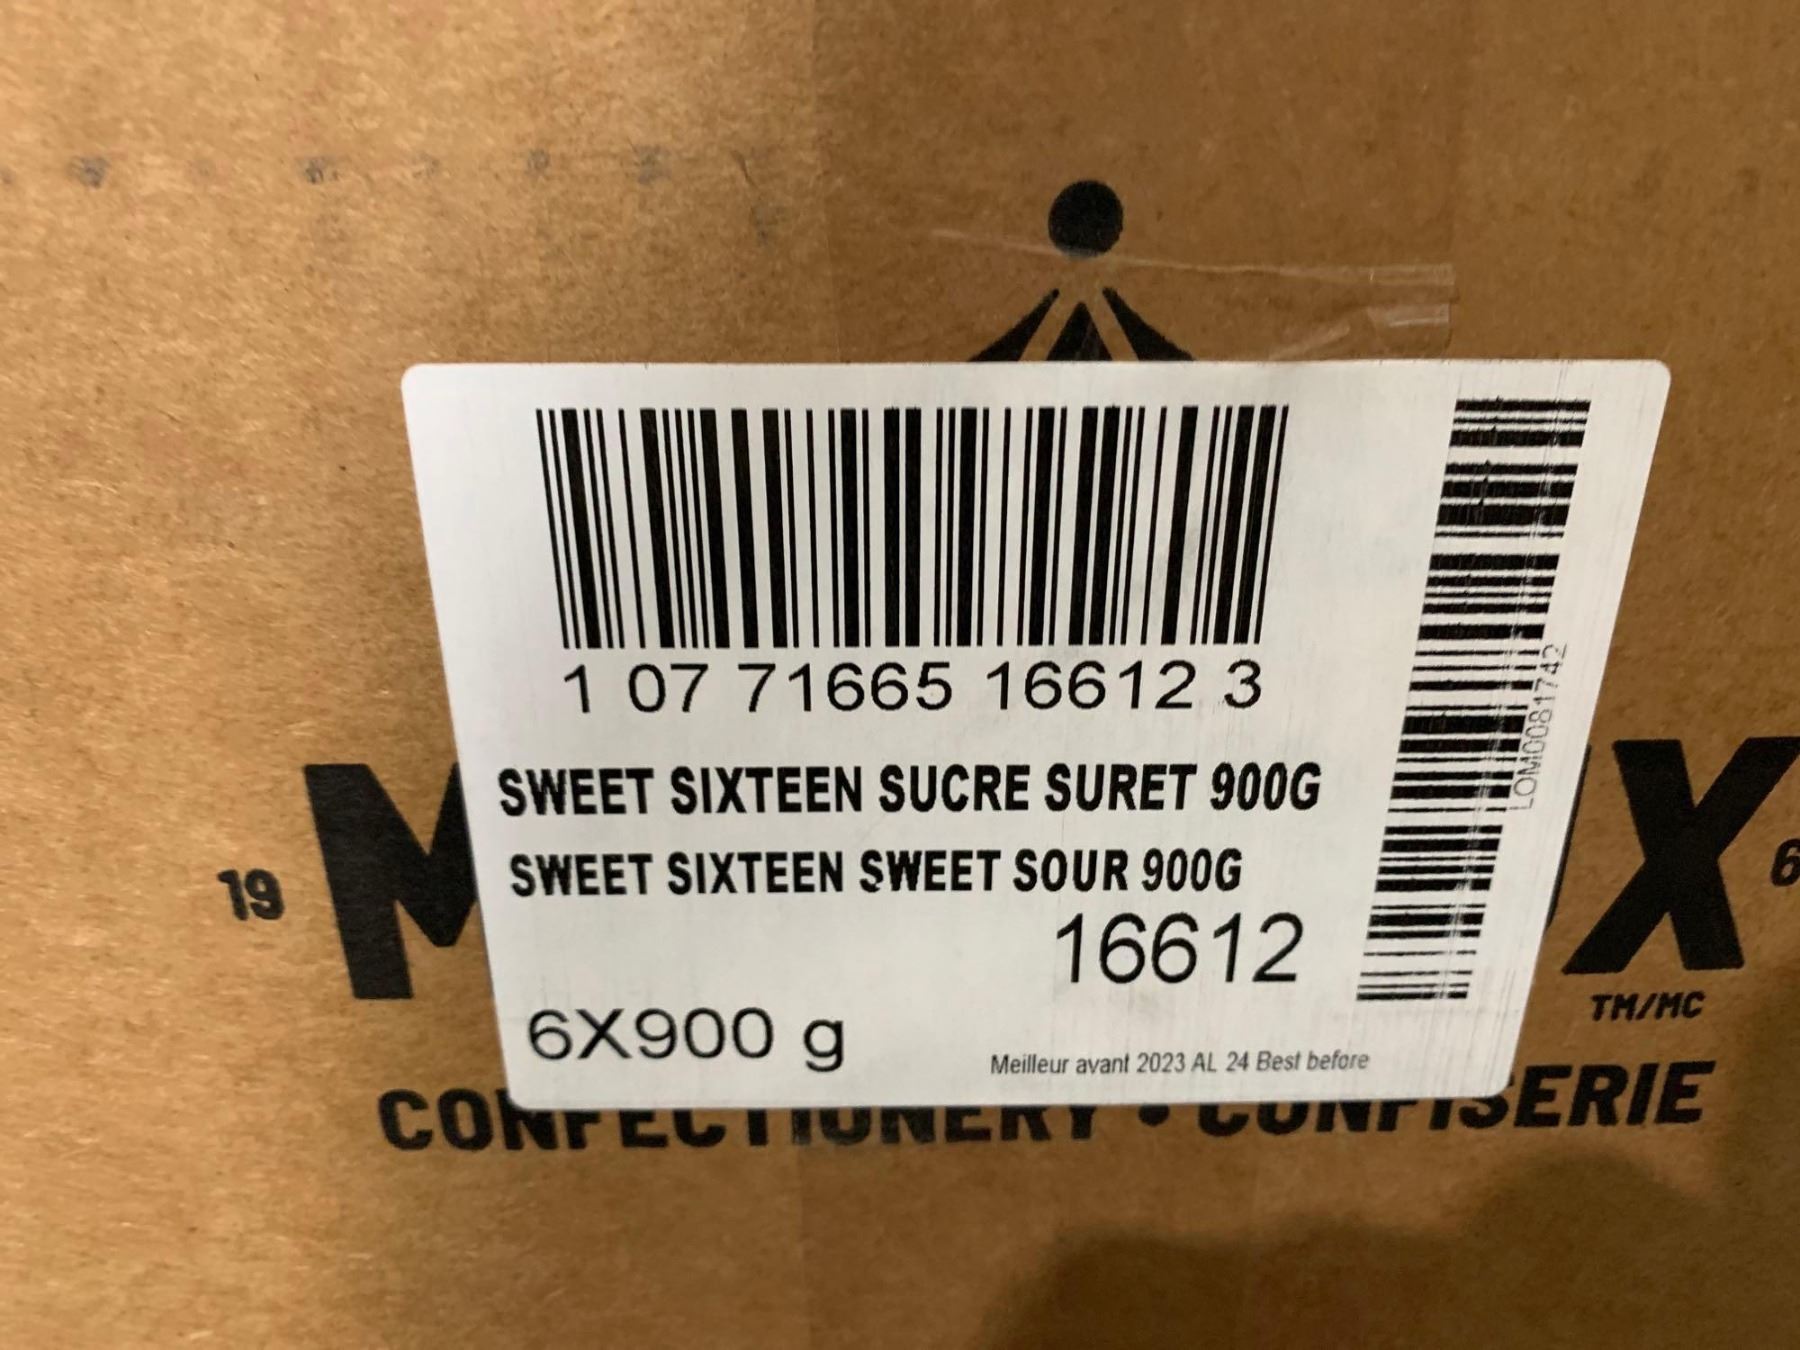 1 07 71665 16612 3
LOM0081742
SWEET SIXTEEN SUCRE SURET 900G
SWEET SIXTEEN SWEET SOUR 900G
16612
6X900 g
Meilleur avant 2023 AL 24 Best before
19
TM/MC
CONFECTIONERY • CONFISERIE